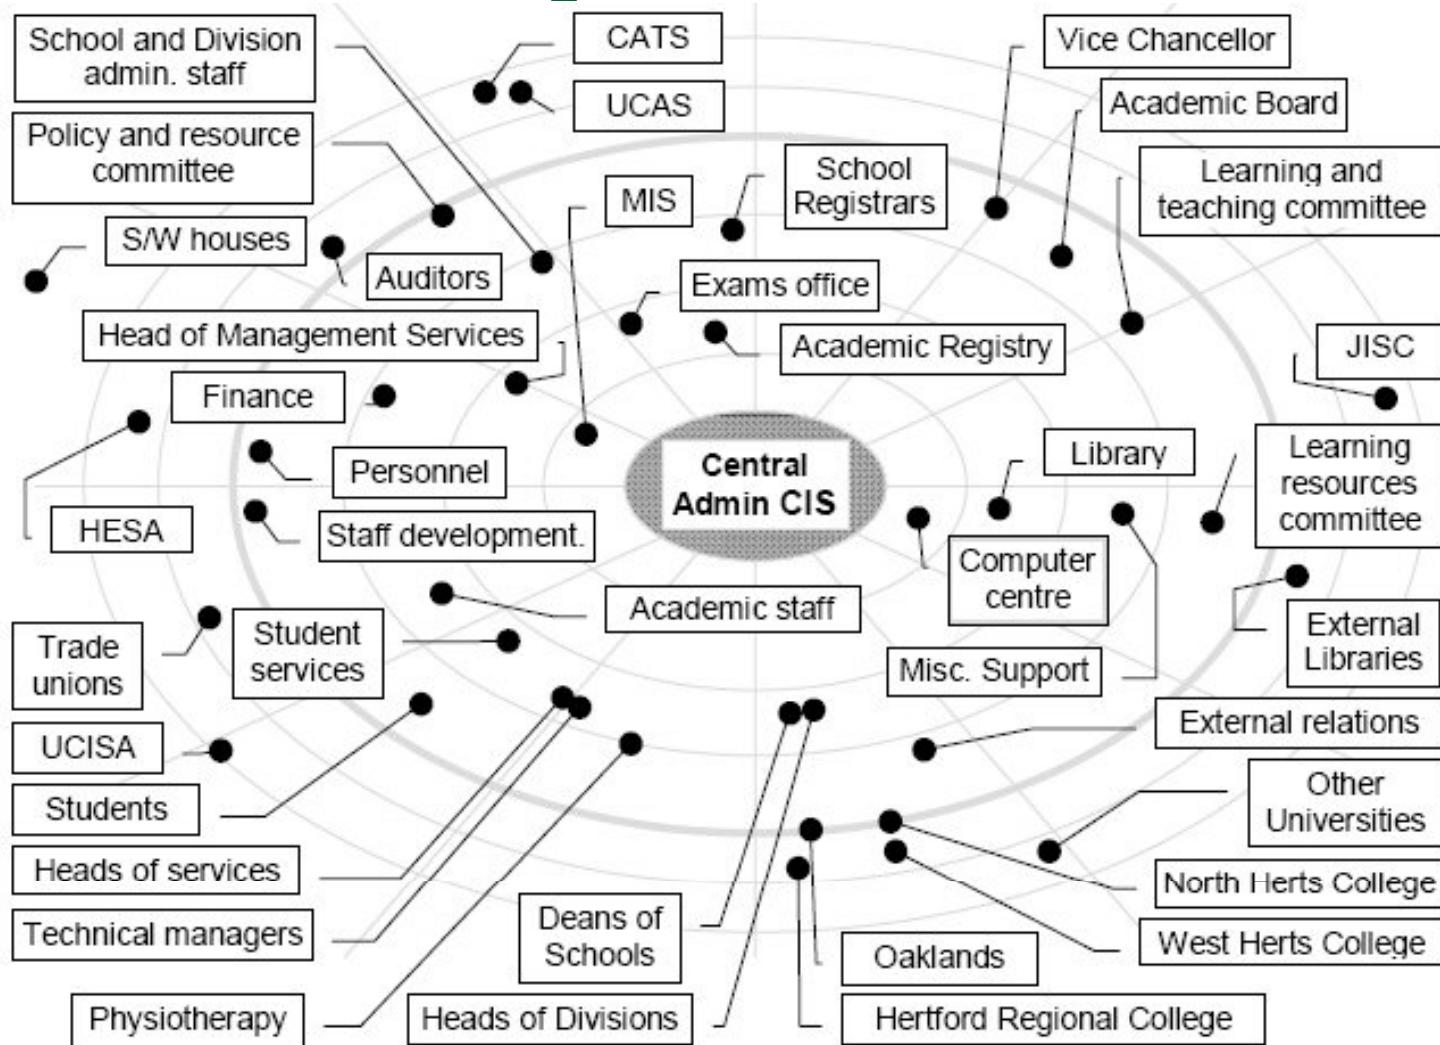 School and Division
admin. staff
CATS
Vice Chancellor
UCAS
Academic Board
Policy and resource
committee
School
Registrars
Learning and
teaching committee
MIS
S/W houses
Auditors
Exams office
Head of Management Services
Academic Registry
JISC
Finance
Central
Admin CIS
Library
Learning
resources
committee
Personnel
HESA
Staff development.
Computer
centre
Academic staff
Trade
unions
Student
services
External
Libraries
Misc. Support
External relations
UCISA
Students
Other
Universities
Heads of services
North Herts College
Technical managers
Deans of
Schools
Oaklands
West Herts College
Physiotherapy
Heads of Divisions
Hertford Regional College